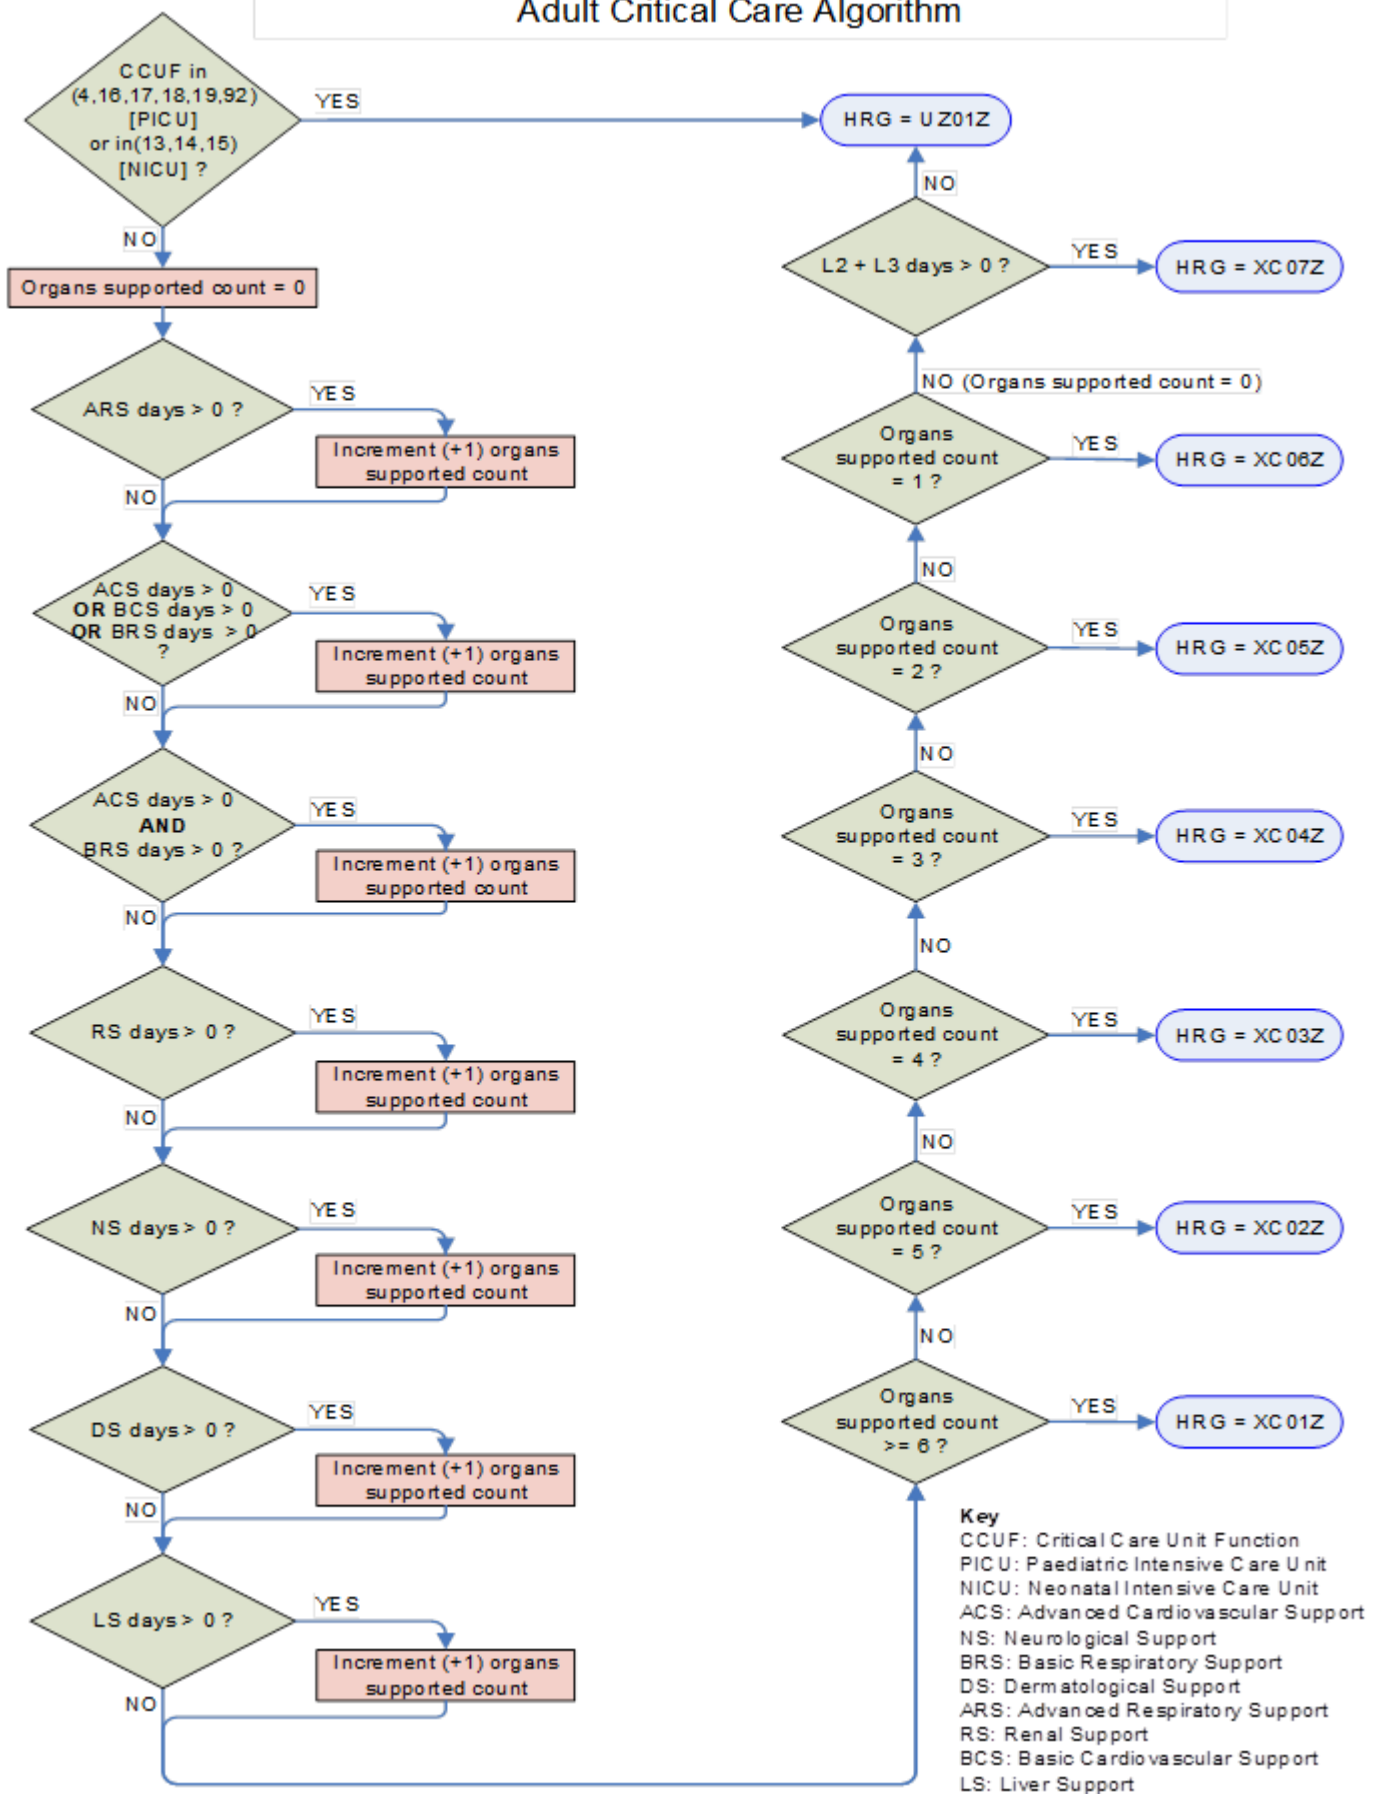 Adult Critical Care Algorithm
CCUF in
(4,16,17,18,19,92)
[PICU]
or in(13,14,15)
[NICU] ?
YES
HRG = UZ01Z
NO
Organs supported count = 0
ARS days > 0 ?
YES
Increment (+1) organs
supported count
NO
ACS days > 0
OR BCS days > 0
OR BRS days > 0
?
YES
Increment (+1) organs
supported count
NO
ACS days > 0
AND
BRS days > 0 ?
YES
Increment (+1) organs
supported count
NO
RS days > 0 ?
YES
Increment (+1) organs
supported count
NO
NS days > 0 ?
YES
Increment (+1) organs
supported count
NO
DS days > 0 ?
YES
Increment (+1) organs
supported count
NO
LS days > 0 ?
YES
Increment (+1) organs
supported count
NO
NO
L2 + L3 days > 0 ?
YES
HRG = XC07Z
NO (Organs supported count = 0)
Organs
supported count
= 1 ?
YES
HRG = XC06Z
NO
Organs
supported count
= 2 ?
YES
HRG = XC05Z
NO
Organs
supported count
= 3 ?
YES
HRG = XC04Z
NO
Organs
supported count
= 4 ?
YES
HRG = XC03Z
NO
Organs
supported count
= 5 ?
YES
HRG = XC02Z
NO
Organs
supported count
>= 6 ?
YES
HRG = XC01Z
Key
CCUF: Critical Care Unit Function
PICU: Paediatric Intensive Care Unit
NICU: Neonatal Intensive Care Unit
ACS: Advanced Cardiovascular Support
NS: Neurological Support
BRS: Basic Respiratory Support
DS: Dermatological Support
ARS: Advanced Respiratory Support
RS: Renal Support
BCS: Basic Cardiovascular Support
LS: Liver Support